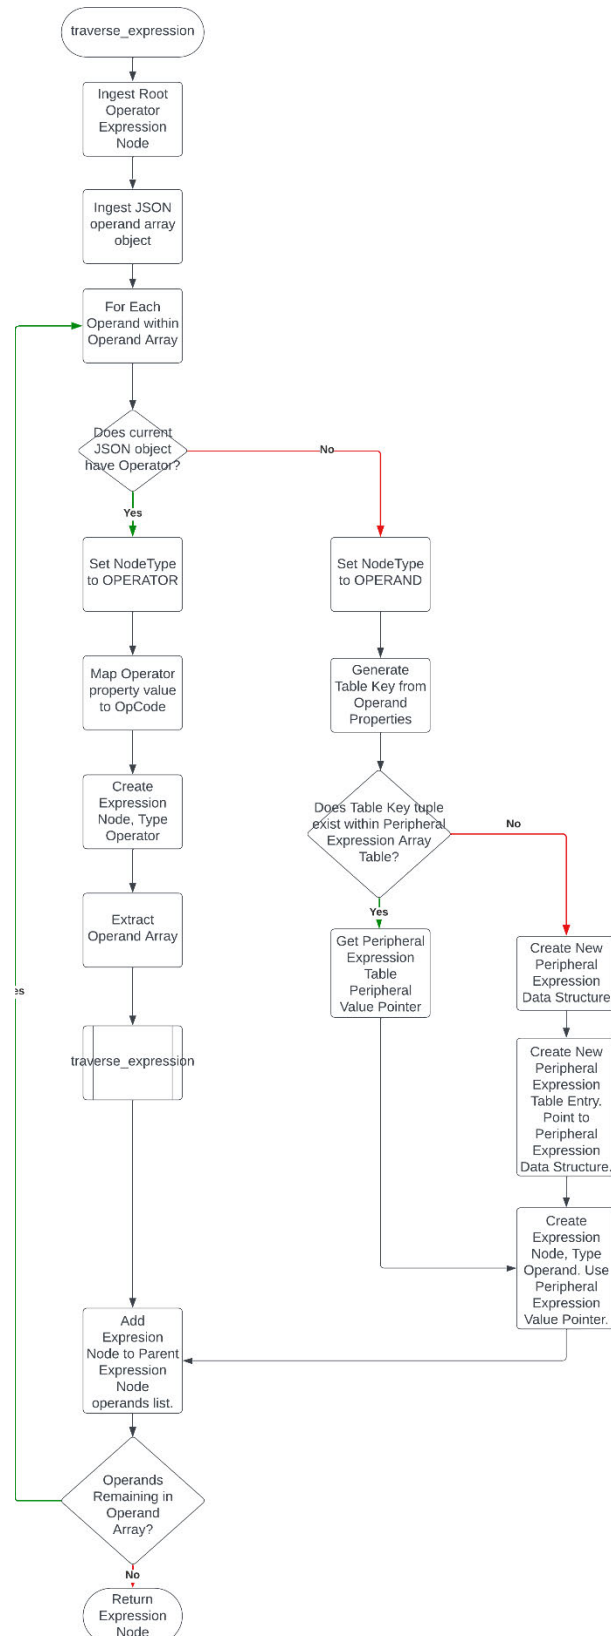 traverse_expression
Ingest Root
Operator
Expression
Node
Ingest JSON
operand array
object
For Each
Operand within
Operand Array
Does current
JSON object
have Operator?
No
Yes
Set NodeType
to OPERATOR
Set NodeType
to OPERAND
Map Operator
property value
to OpCode
Generate
Table Key from
Operand
Properties
Create
Expression
Node, Type
Operator
Does Table Key tuple
exist within Peripheral
Expression Array
Table?
No
Yes
Extract
Operand Array
Get Peripheral
Expression
Table
Peripheral
Value Pointer
Create New
Peripheral
Expression
Data Structure
es
traverse_expression
Create New
Peripheral
Expression
Table Entry.
Point to
Peripheral
Expression
Data Structure.
Create
Expression
Node, Type
Operand. Use
Peripheral
Expression
Value Pointer.
Add
Expresion
Node to Parent
Expression
Node
operands list.
Operands
Remaining in
Operand
Array?
No
Return
Expression
Node